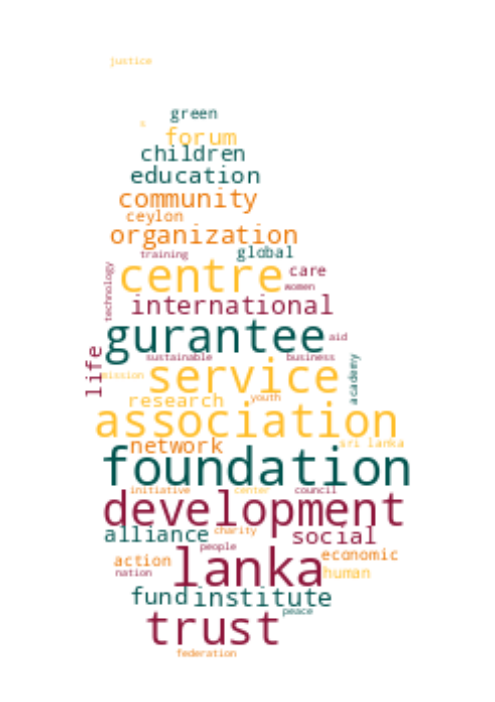 justice
green
s
forum
children
education
community
ceylon
organization
training global
technology
centre care
women
international
gurantee aid
life
sustainable business
mission service academy
research youth
association
network sri lanka
foundation
initiative center council
development
alliance charity social
people
action lanka economic
nation human
fund institute
peace
trust
federation